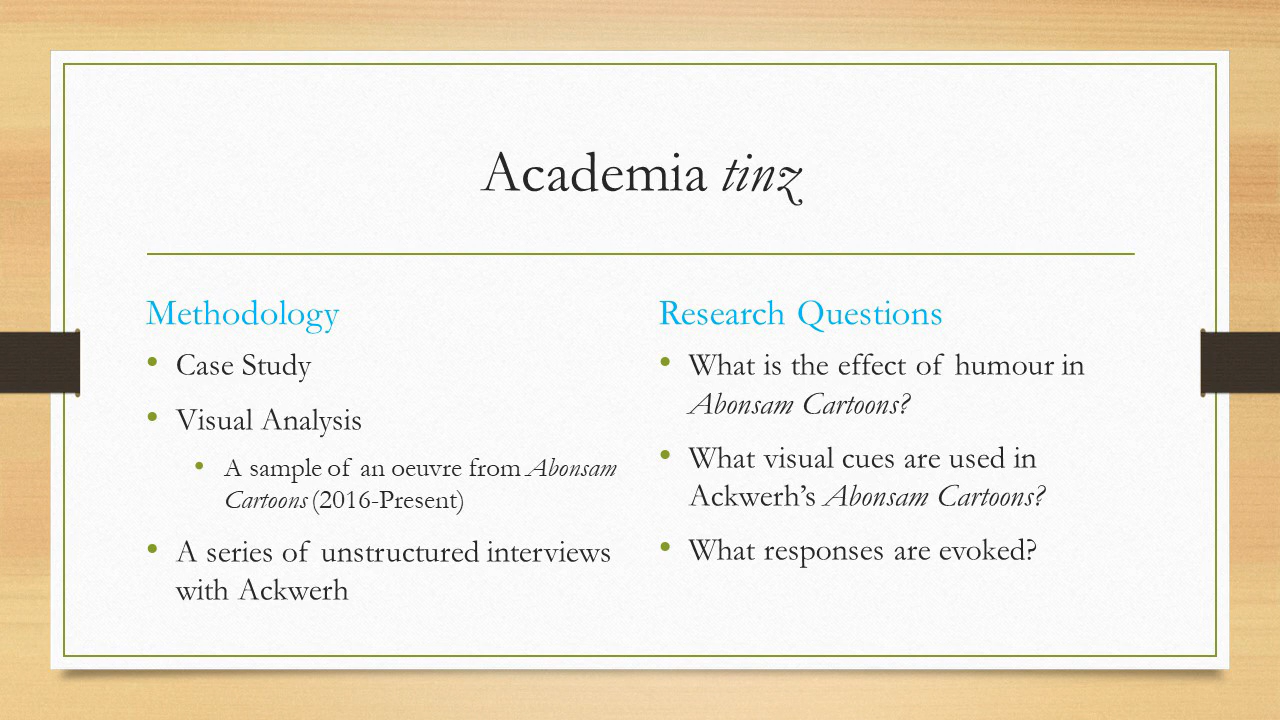 Academia tinz
Methodology
• Case Study
• Visual Analysis
• A sample of an oeuvre from Abonsam
Cartoons (2016-Present)
• A series of unstructured interviews
with Ackwerh
Research Questions
• What is the effect of humour in
Abonsam Cartoons?
• What visual cues are used in
Ackwerh’s Abonsam Cartoons?
• What responses are evoked?